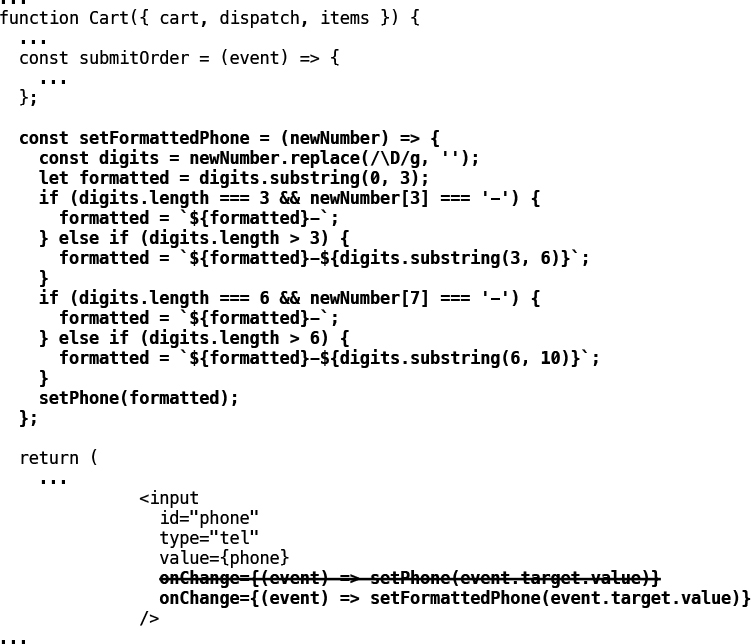 ...
function Cart({ cart, dispatch, items }) {
  ...
  const submitOrder = (event) => {
    ...
  };

  const setFormattedPhone = (newNumber) => {
    const digits = newNumber.replace(/\D/g, '');
    let formatted = digits.substring(0, 3);
    if (digits.length === 3 && newNumber[3] === '-') {
      formatted = `${formatted}-`;
    } else if (digits.length > 3) {
      formatted = `${formatted}-${digits.substring(3, 6)}`;
    }
    if (digits.length === 6 && newNumber[7] === '-') {
      formatted = `${formatted}-`;
    } else if (digits.length > 6) {
      formatted = `${formatted}-${digits.substring(6, 10)}`;
    }
    setPhone(formatted);
  };

  return (
    ...
              <input
                id="phone"
                type="tel"
                value={phone}
                onChange={(event) => setPhone(event.target.value)}
                onChange={(event) => setFormattedPhone(event.target.value)}
              />
...